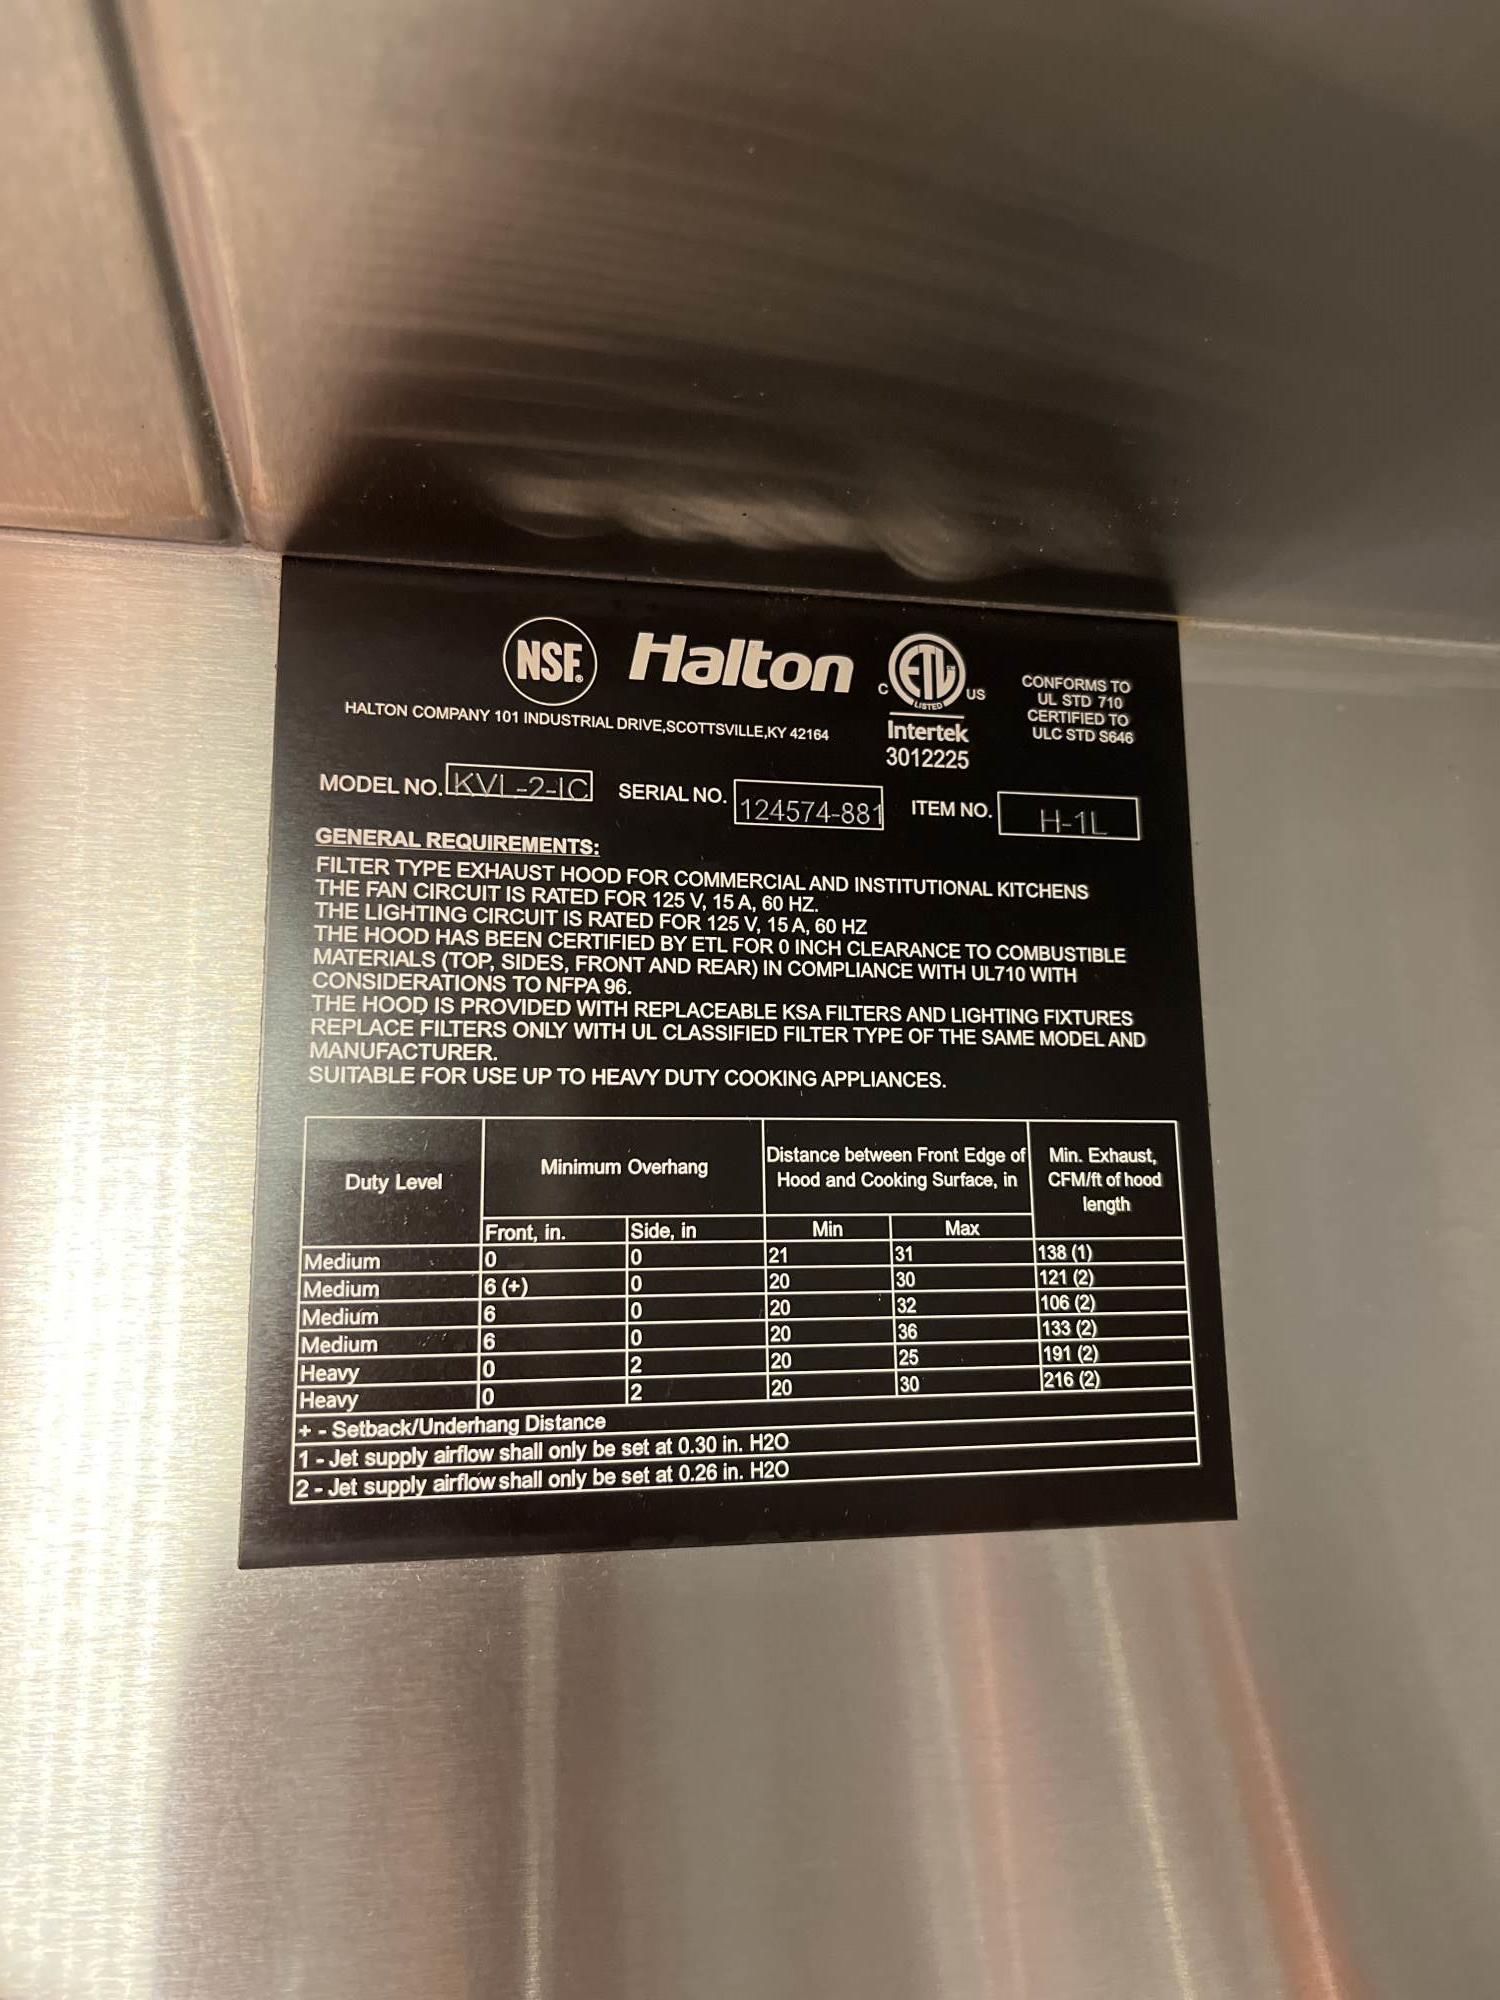 NSF® Halton C ETL CM LISTED US
HALTON COMPANY 101 INDUSTRIAL DRIVE,SCOTTSVILLE,KY 42164
Intertek
3012225
CONFORMS TO
UL STD 710
CERTIFIED TO
ULC STD S646
MODEL NO. KVL-2-IC SERIAL NO. 124574-881 ITEM NO. H-1L
GENERAL REQUIREMENTS:
FILTER TYPE EXHAUST HOOD FOR COMMERCIAL AND INSTITUTIONAL KITCHENS
THE FAN CIRCUIT IS RATED FOR 125 V, 15 A, 60 HZ.
THE LIGHTING CIRCUIT IS RATED FOR 125 V, 15 A, 60 HZ
THE HOOD HAS BEEN CERTIFIED BY ETL FOR 0 INCH CLEARANCE TO COMBUSTIBLE
MATERIALS (TOP, SIDES, FRONT AND REAR) IN COMPLIANCE WITH UL710 WITH
CONSIDERATIONS TO NFPA 96.
THE HOOD IS PROVIDED WITH REPLACEABLE KSA FILTERS AND LIGHTING FIXTURES
REPLACE FILTERS ONLY WITH UL CLASSIFIED FILTER TYPE OF THE SAME MODEL AND
MANUFACTURER.
SUITABLE FOR USE UP TO HEAVY DUTY COOKING APPLIANCES.
Duty Level
Minimum Overhang
Distance between Front Edge of
Hood and Cooking Surface, in
Min. Exhaust,
CFM/ft of hood
length
Front, in. Side, in Min Max
Medium 0 0 21 31 138 (1)
Medium 6 (+) 0 20 30 121 (2)
Medium 6 0 20 32 106 (2)
Medium 6 0 20 36 133 (2)
Heavy 0 2 20 25 191 (2)
Heavy 0 2 20 30 216 (2)
+ - Setback/Underhang Distance
1 - Jet supply airflow shall only be set at 0.30 in. H2O
2 - Jet supply airflow shall only be set at 0.26 in. H2O